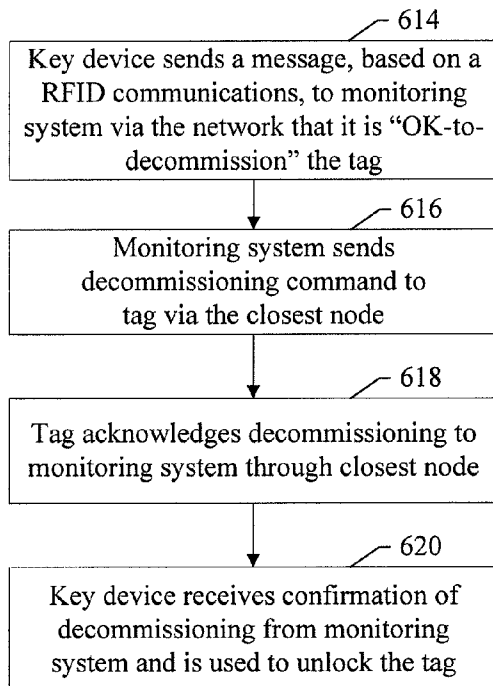 614
Key device sends a message, based on a
RFID communications, to monitoring
system via the network that it is “OK-to-
decommission” the tag
616
Monitoring system sends
decommissioning command to
tag via the closest node
618
Tag acknowledges decommissioning to
monitoring system through closest node
620
Key device receives confirmation of
decommissioning from monitoring
system and is used to unlock the tag